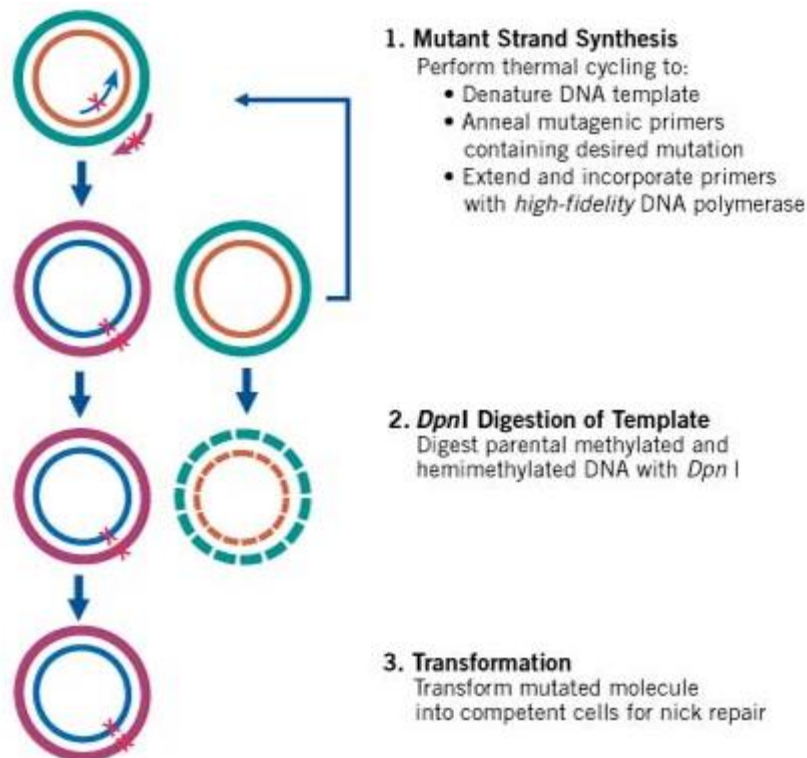 1. Mutant Strand Synthesis
Perform thermal cycling to:
• Denature DNA template
• Anneal mutagenic primers
containing desired mutation
• Extend and incorporate primers
with high-fidelity DNA polymerase
2. DpnI Digestion of Template
Digest parental methylated and
hemimethylated DNA with Dpn I
3. Transformation
Transform mutated molecule
into competent cells for nick repair